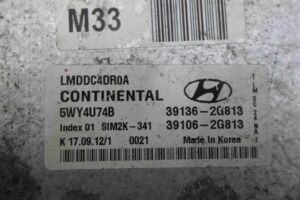 M33
LMDDC4DR0A
CONTINENTAL
5WY4U74B 39136-2G813
Index 01 SIM2K-341 39106-2G813
K 17.09.12/1 0021 Made in Korea